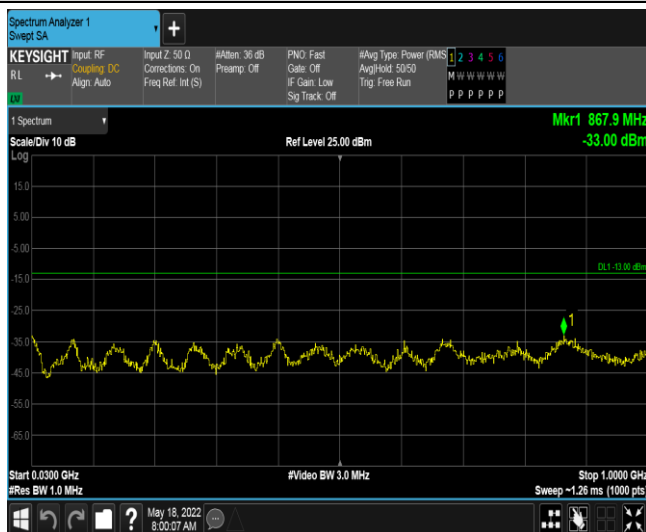 Spectrum Analyzer 1
Swept SA
KEYSIGHT Input: RF Input Z: 50 Ω #Atten: 36 dB PNO: Fast #Avg Type: Power (RMS 1 2 3 4 5 6
RL Coupling: DC Corrections: On Preamp: Off Gate: Off Avg|Hold: 50/50 M W W W W W
Align: Auto Freq Ref: Int (S) IF Gain: Low Trig: Free Run
Sig Track: Off P P P P P P
1 Spectrum Mkr1 867.9 MHz
Scale/Div 10 dB Ref Level 25.00 dBm -33.00 dBm
Log
15.0
5.00
-5.00
DL1 -13.00 dBm
-15.0
-25.0
1
-35.0
-45.0
-55.0
-65.0
Start 0.0300 GHz #Video BW 3.0 MHz Stop 1.0000 GHz
#Res BW 1.0 MHz Sweep ~1.26 ms (1000 pts
? May 18, 2022
8:00:07 AM